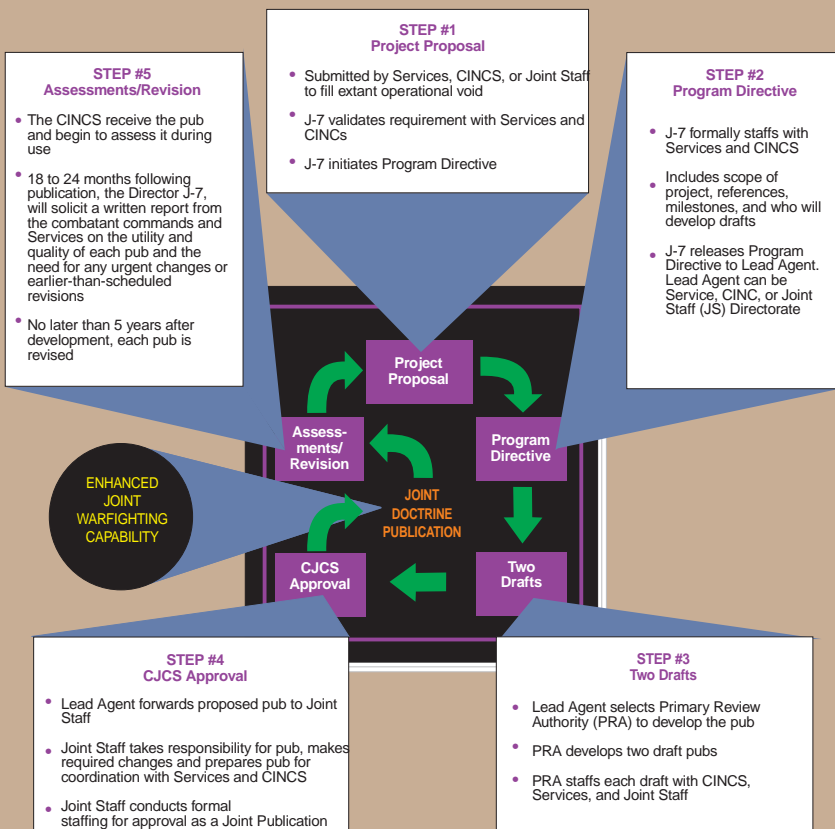 STEP #1
Project Proposal
• Submitted by Services, CINCS, or Joint Staff
to fill extant operational void
• J-7 validates requirement with Services and
CINCs
• J-7 initiates Program Directive
STEP #5
Assessments/Revision
• The CINCS receive the pub
and begin to assess it during
use
• 18 to 24 months following
publication, the Director J-7,
will solicit a written report from
the combatant commands and
Services on the utility and
quality of each pub and the
need for any urgent changes or
earlier-than-scheduled
revisions
• No later than 5 years after
development, each pub is
revised
STEP #2
Program Directive
• J-7 formally staffs with
Services and CINCS
• Includes scope of
project, references,
milestones, and who will
develop drafts
• J-7 releases Program
Directive to Lead Agent.
Lead Agent can be
Service, CINC, or Joint
Staff (JS) Directorate
Project
Proposal
Assess-
ments/
Revision
Program
Directive
ENHANCED
JOINT
WARFIGHTING
CAPABILITY
JOINT
DOCTRINE
PUBLICATION
CJCS
Approval
Two
Drafts
STEP #4
CJCS Approval
• Lead Agent forwards proposed pub to Joint
Staff
• Joint Staff takes responsibility for pub, makes
required changes and prepares pub for
coordination with Services and CINCS
• Joint Staff conducts formal
staffing for approval as a Joint Publication
STEP #3
Two Drafts
• Lead Agent selects Primary Review
Authority (PRA) to develop the pub
• PRA develops two draft pubs
• PRA staffs each draft with CINCS,
Services, and Joint Staff